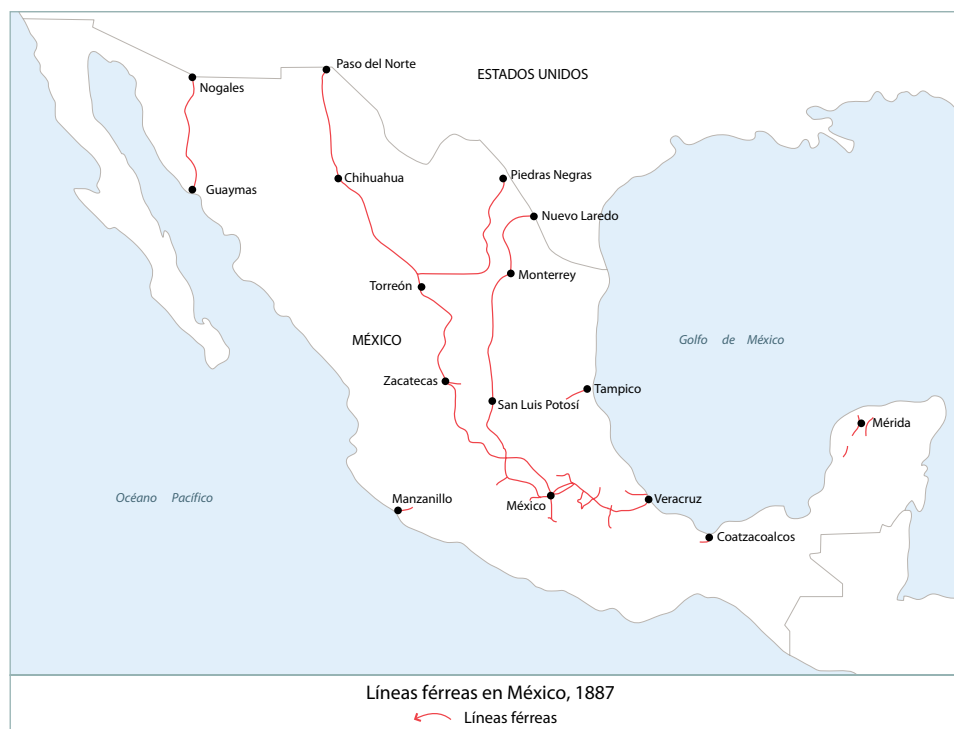 Paso del Norte
ESTADOS UNIDOS
Nogales
Chihuahua
Piedras Negras
Guaymas
Nuevo Laredo
Monterrey
Torreón
MÉXICO
Golfo de México
Zacatecas
Tampico
San Luis Potosí
Mérida
Océano Pacífico
Manzanillo
México
Veracruz
Coatzacoalcos
Líneas férreas en México, 1887
Líneas férreas